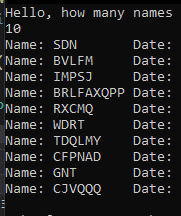 Hello, how many names
10
Name: SDN Date:
Name: BVLFM Date:
Name: IMPSJ Date:
Name: BRLFAXQPP Date:
Name: RXCMQ Date:
Name: WDRT Date:
Name: TDQLMY Date:
Name: CFPNAD Date:
Name: GNT Date:
Name: CJVQQQ Date: